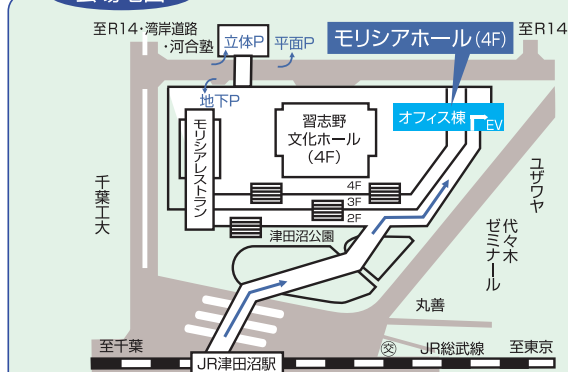 会場地図
至R14・湾岸道路
・河合塾
立体P
平面P
モリシアホール(4F)
至R14
地下P
オフィス棟
EV
モリシアレストラン
習志野
文化ホール
(4F)
4F
3F
2F
千葉工大
ユザワヤ
代々木
ゼミナール
津田沼公園
丸善
至千葉
交
JR総武線
至東京
JR津田沼駅